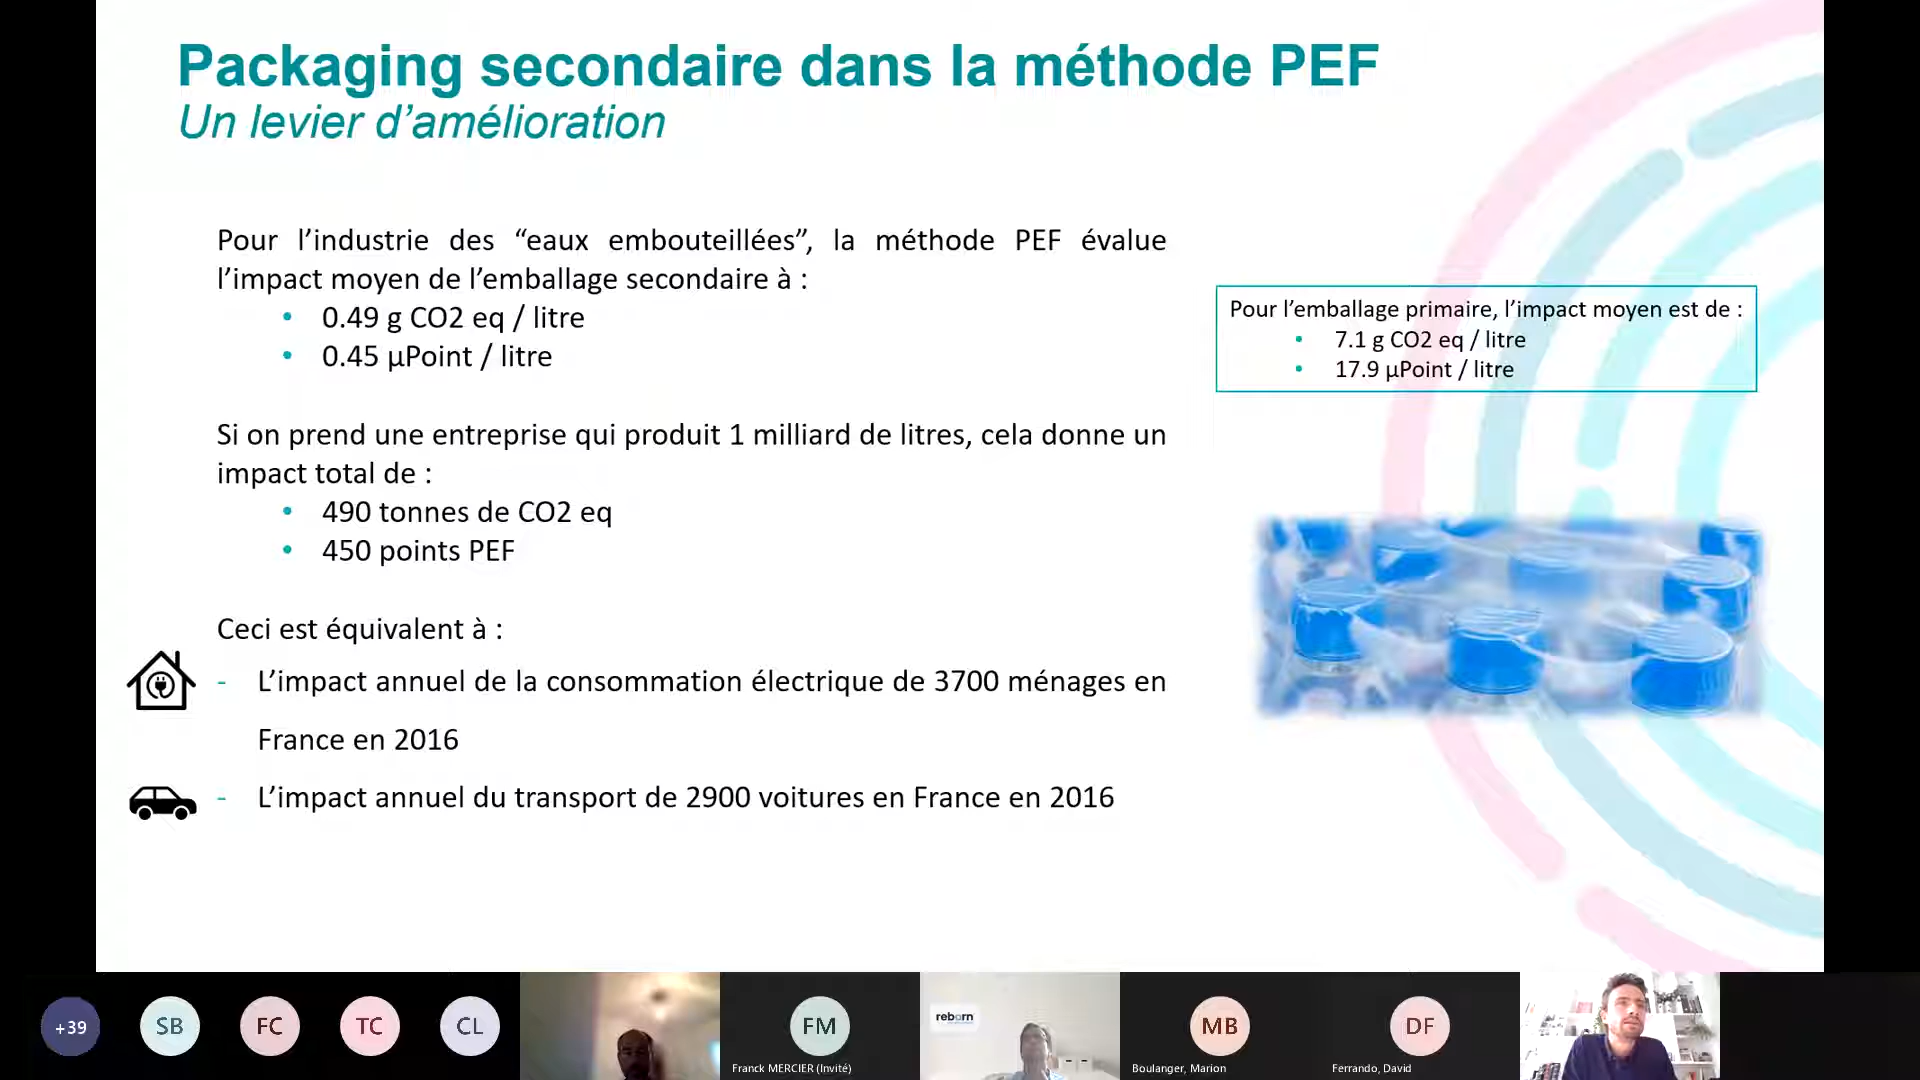 Packaging secondaire dans la méthode PEF
Un levier d’amélioration
Pour l’industrie des “eaux embouteillées”, la méthode PEF évalue
l’impact moyen de l’emballage secondaire à :
• 0.49 g CO2 eq / litre
• 0.45 µPoint / litre
Pour l’emballage primaire, l’impact moyen est de :
• 7.1 g CO2 eq / litre
• 17.9 µPoint / litre
Si on prend une entreprise qui produit 1 milliard de litres, cela donne un
impact total de :
• 490 tonnes de CO2 eq
• 450 points PEF
Ceci est équivalent à :
- L’impact annuel de la consommation électrique de 3700 ménages en
France en 2016
- L’impact annuel du transport de 2900 voitures en France en 2016
+39
SB
FC
TC
CL
FM
Franck MERCIER (Invité)
reborn
MB
Boulanger, Marion
DF
Ferrando, David